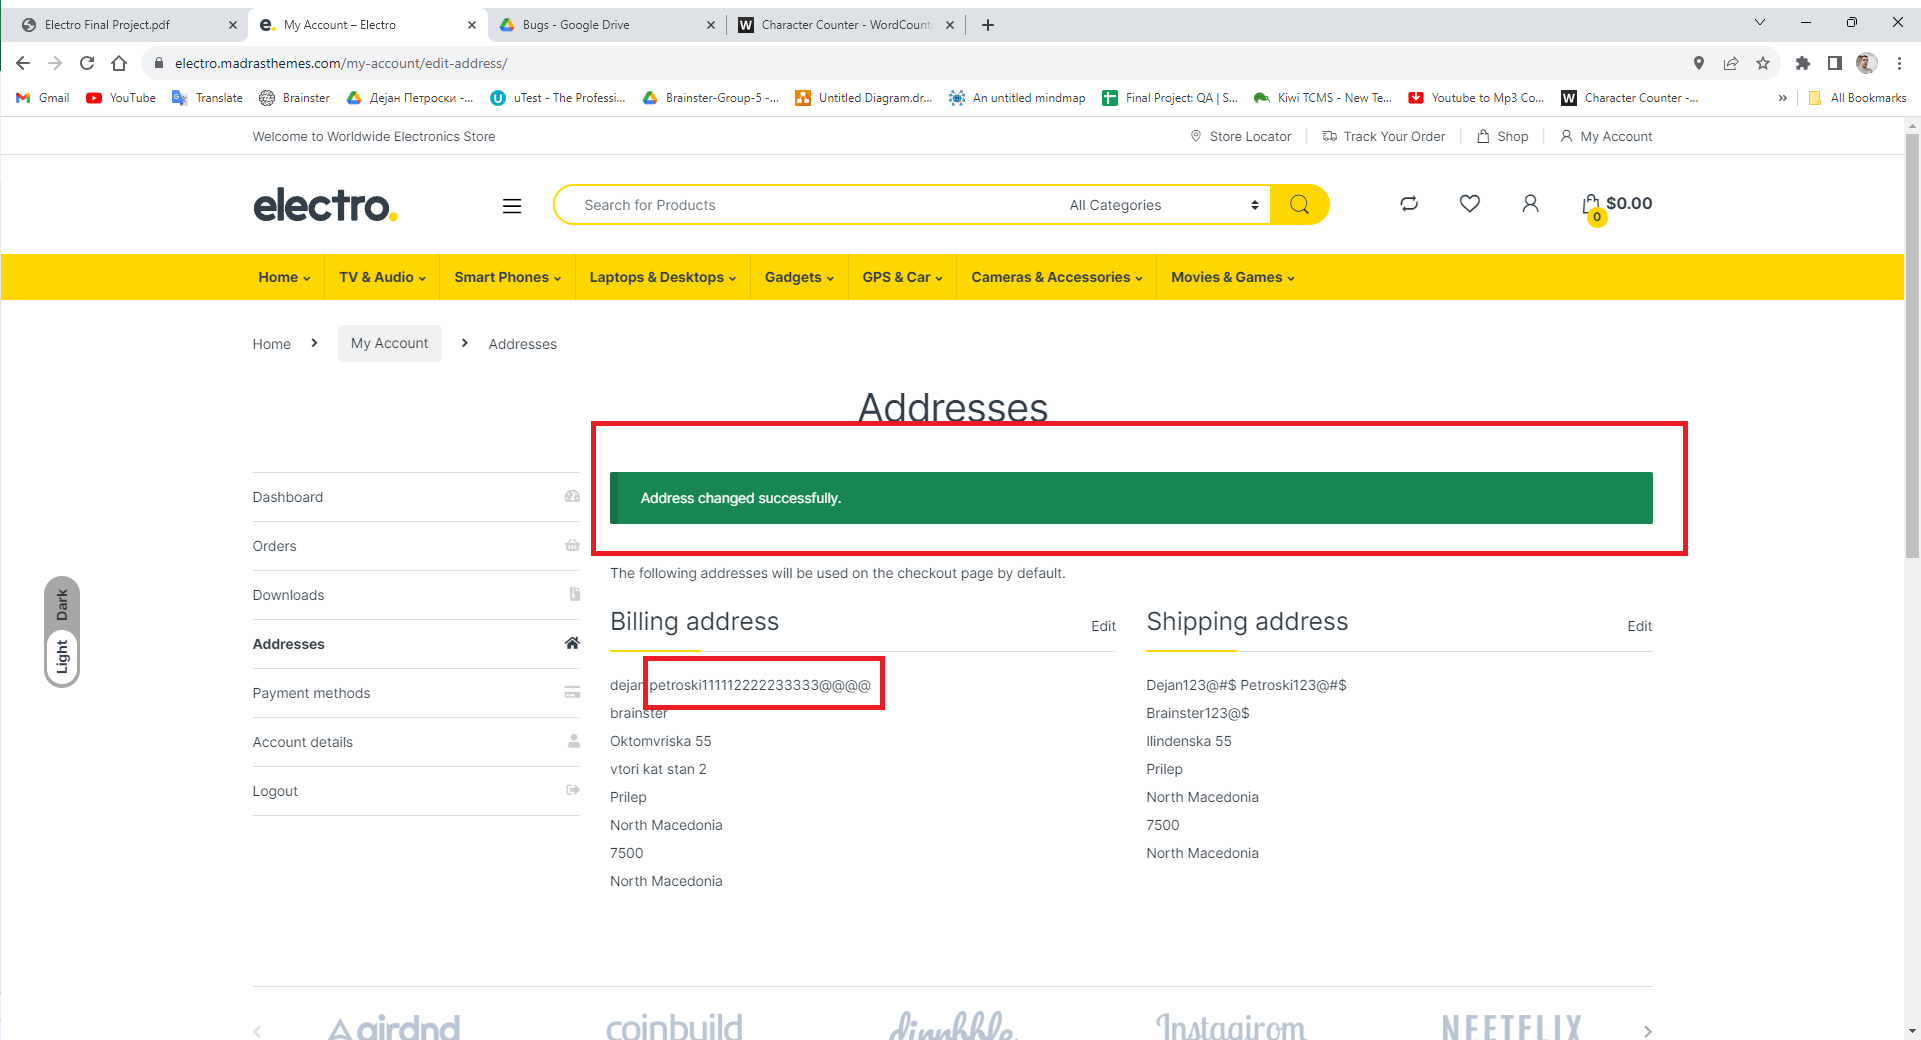 Electro Final Project.pdf
My Account – Electro
Bugs - Google Drive
Character Counter - WordCount
electro.madrasthemes.com/my-account/edit-address/
Gmail
YouTube
Translate
Brainster
Дејан Петроски -...
uTest - The Professi...
Brainster-Group-5 -...
Untitled Diagram.dr...
An untitled mindmap
Final Project: QA | S...
Kiwi TCMS - New Te...
Youtube to Mp3 Co...
Character Counter -...
All Bookmarks
Welcome to Worldwide Electronics Store
Store Locator
Track Your Order
Shop
My Account
electro.
Search for Products
All Categories
0
$0.00
Home
TV & Audio
Smart Phones
Laptops & Desktops
Gadgets
GPS & Car
Cameras & Accessories
Movies & Games
Home
My Account
Addresses
Addresses
Dashboard
Orders
Downloads
Addresses
Payment methods
Account details
Logout
Dark
Light
Address changed successfully.
The following addresses will be used on the checkout page by default.
Billing address
Edit
dejan petroski111112222233333@@@@
brainster
Oktomvriska 55
vtori kat stan 2
Prilep
North Macedonia
7500
North Macedonia
Shipping address
Edit
Dejan123@#$ Petroski123@#$
Brainster123@$
Ilindenska 55
Prilep
North Macedonia
7500
North Macedonia
airdnd
coinbuild
Instagirom
NEETFLIX